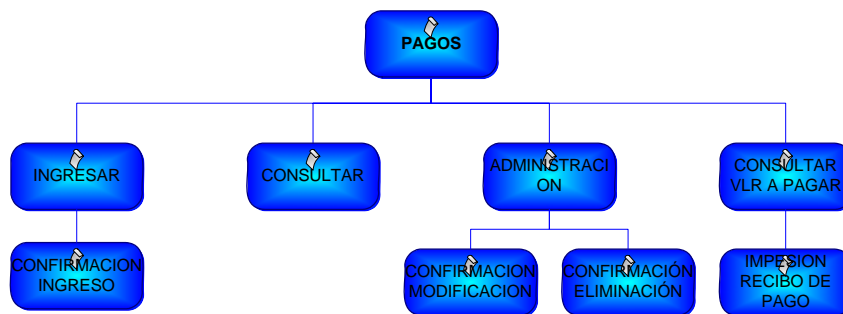 PAGOS
INGRESAR
CONSULTAR
ADMINISTRACI
ON
CONSULTAR
VLR A PAGAR
CONFIRMACION
INGRESO
CONFIRMACION
MODIFICACION
CONFIRMACIÓN
ELIMINACIÓN
IMPESION
RECIBO DE
PAGO